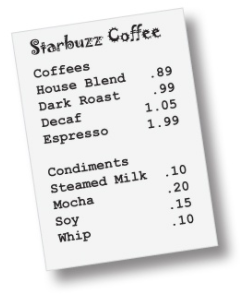 Starbuzz Coffee
Coffees
House Blend .89
Dark Roast .99
Decaf 1.05
Espresso 1.99
Condiments
Steamed Milk .10
Mocha .20
Soy .15
Whip .10